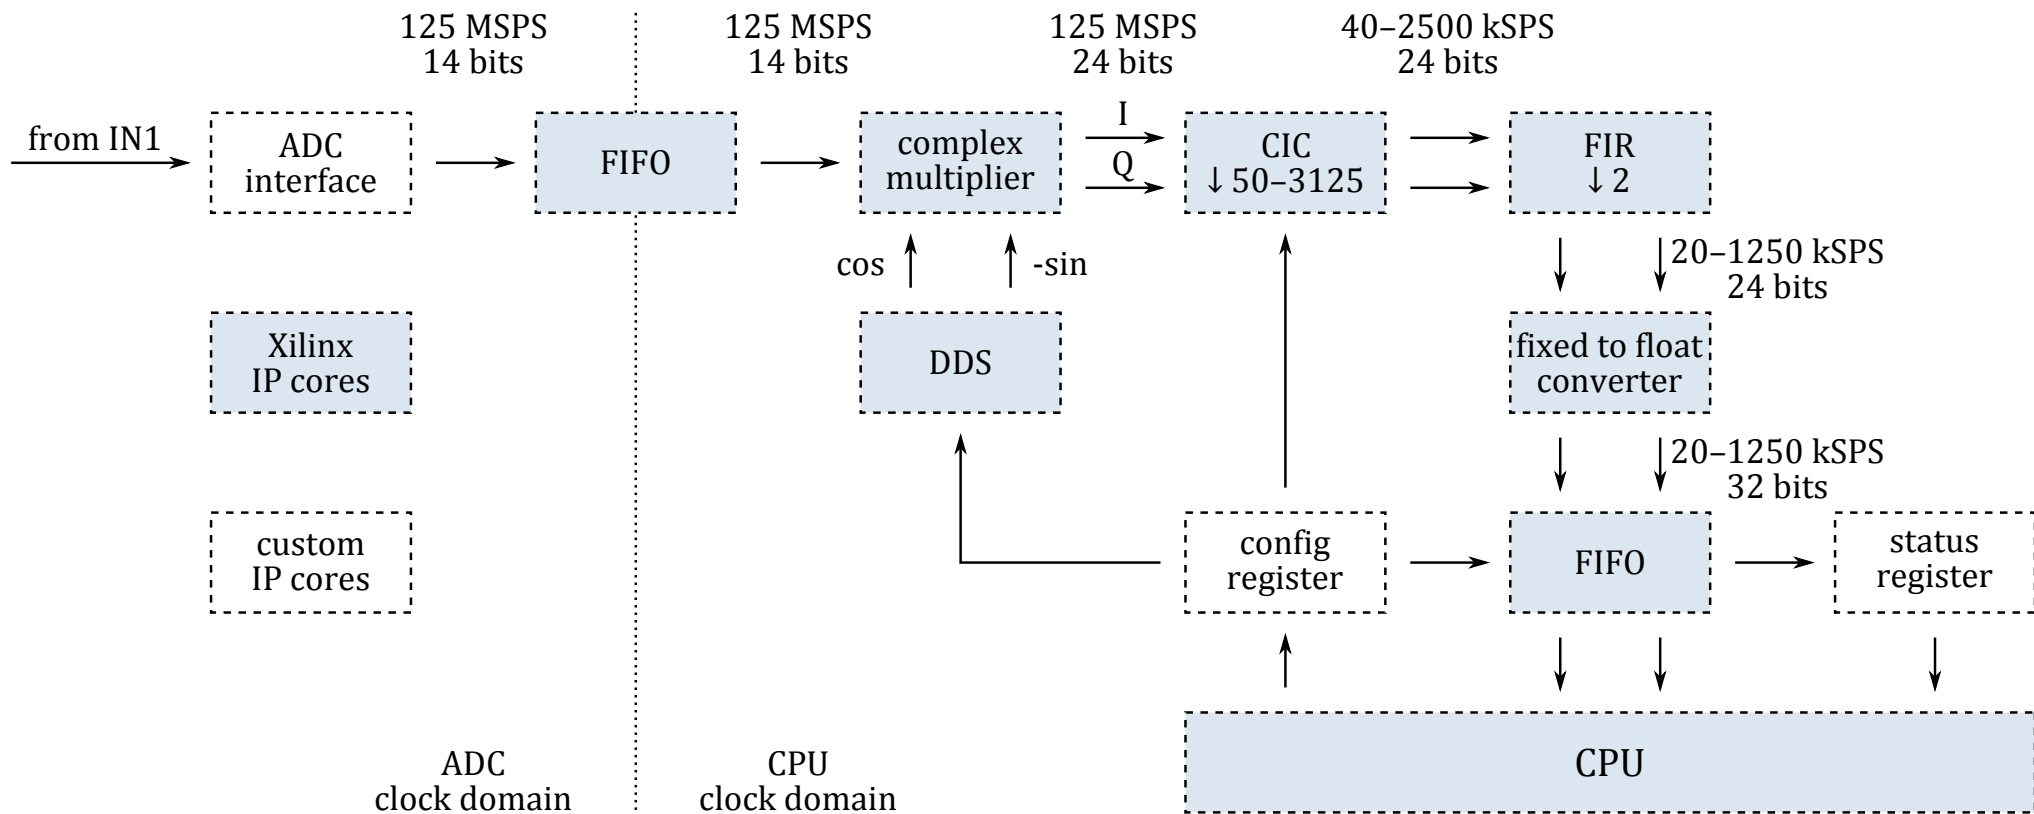 125 MSPS
14 bits
125 MSPS
14 bits
125 MSPS
24 bits
40–2500 kSPS
24 bits
from IN1
ADC
interface
FIFO
complex
multiplier
I
Q
CIC
↓50–3125
FIR
↓2
cos
-sin
20–1250 kSPS
24 bits
Xilinx
IP cores
DDS
fixed to float
converter
20–1250 kSPS
32 bits
custom
IP cores
config
register
FIFO
status
register
ADC
clock domain
CPU
clock domain
CPU